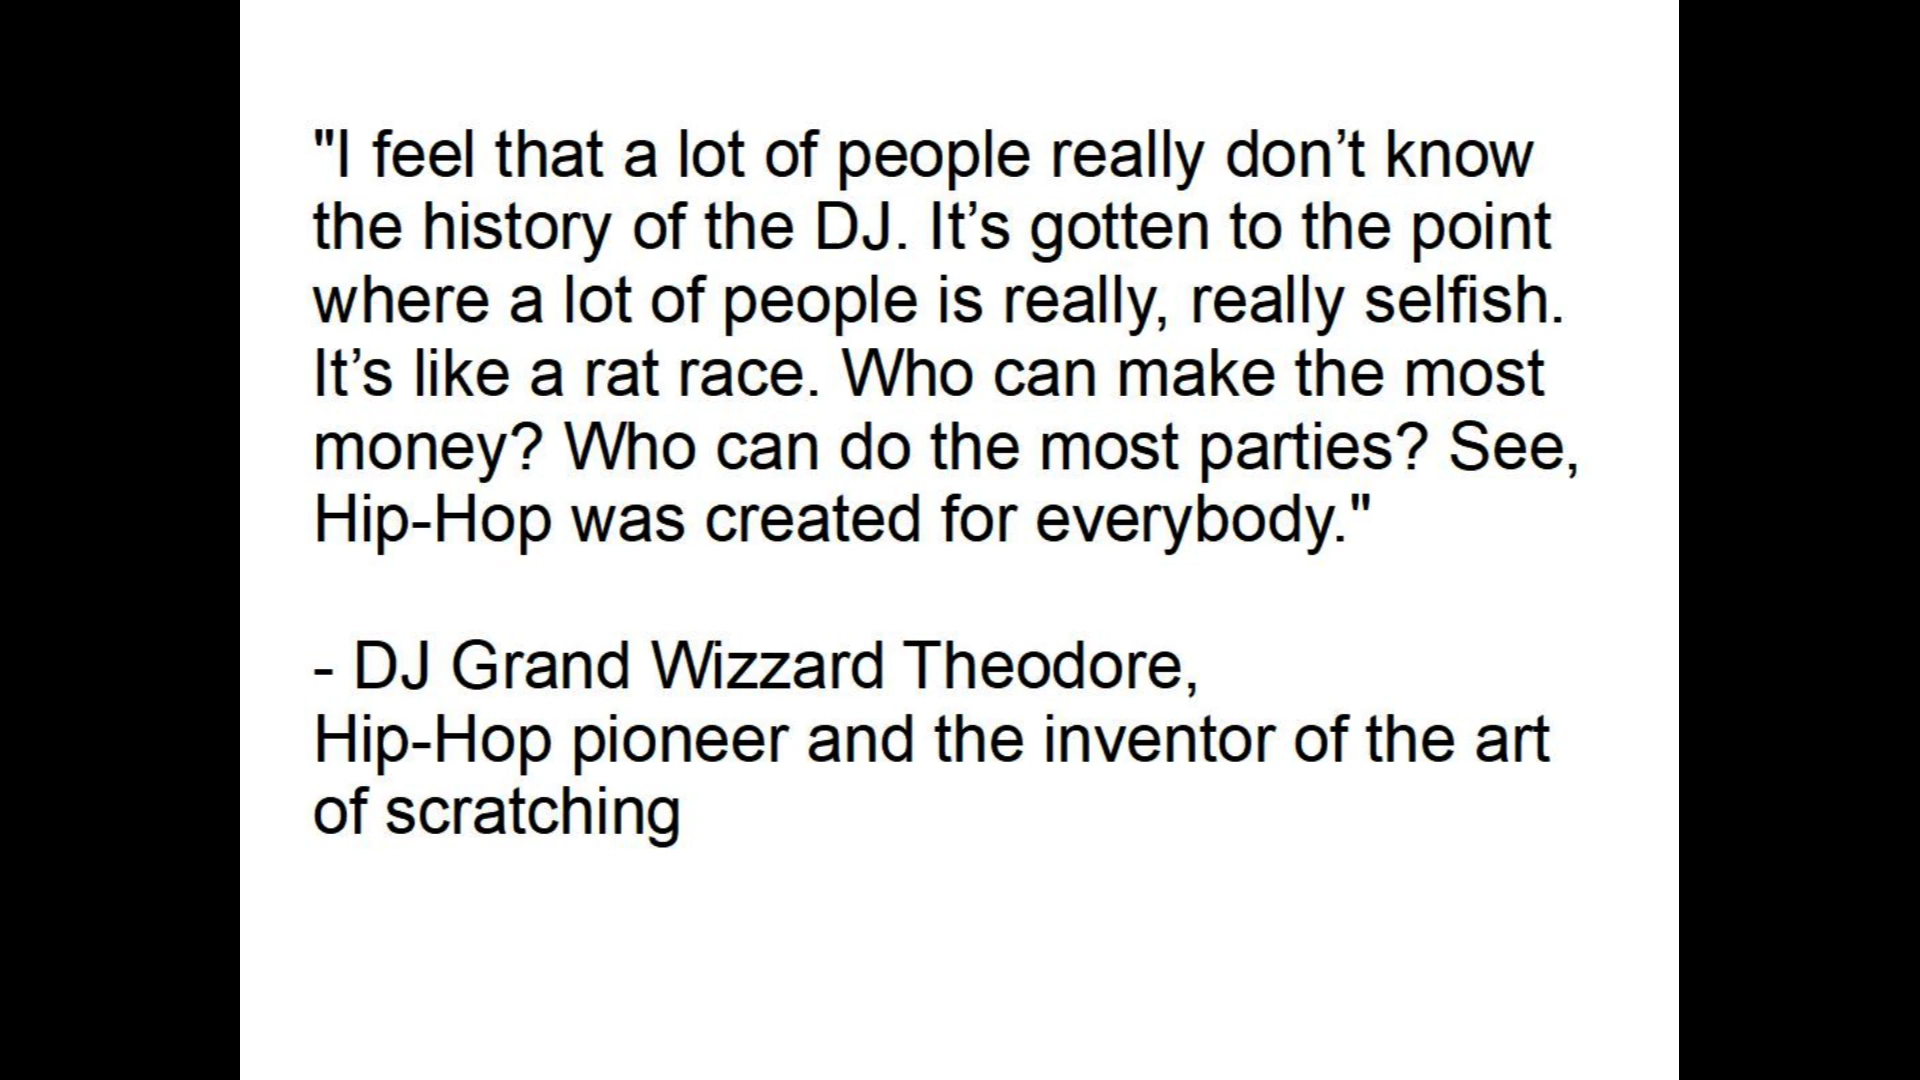 "I feel that a lot of people really don’t know
the history of the DJ. It’s gotten to the point
where a lot of people is really, really selfish.
It’s like a rat race. Who can make the most
money? Who can do the most parties? See,
Hip-Hop was created for everybody."
- DJ Grand Wizzard Theodore,
Hip-Hop pioneer and the inventor of the art
of scratching